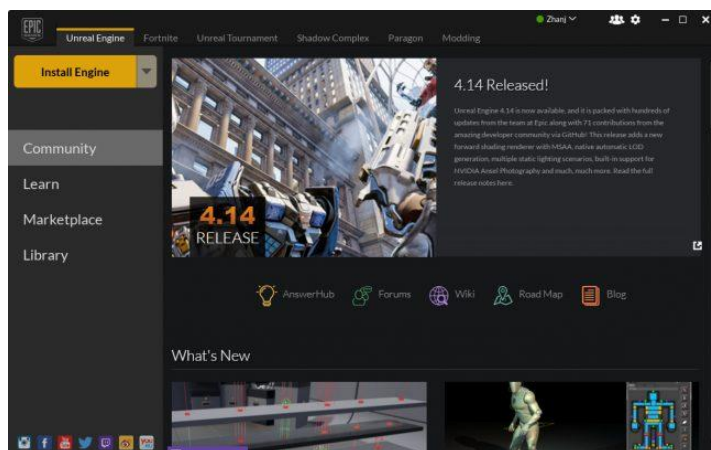 EPIC
Unreal Engine
Fortnite
Unreal Tournament
Shadow Complex
Paragon
Modding
Zhanj
Install Engine
Community
Learn
Marketplace
Library
4.14
RELEASE
4.14 Released!
Unreal Engine 4.14 is now available, and it is packed with hundreds of
updates from the team at Epic along with 71 contributions from the
amazing developer community via GitHub! This release adds a new
forward shading renderer with MSAA, native automatic LOD
generation, multiple static lighting scenarios, built-in support for
NVIDIA Ansel Photography and much, much more. Read the full
release notes here.
AnswerHub
Forums
Wiki
Road Map
Blog
What's New